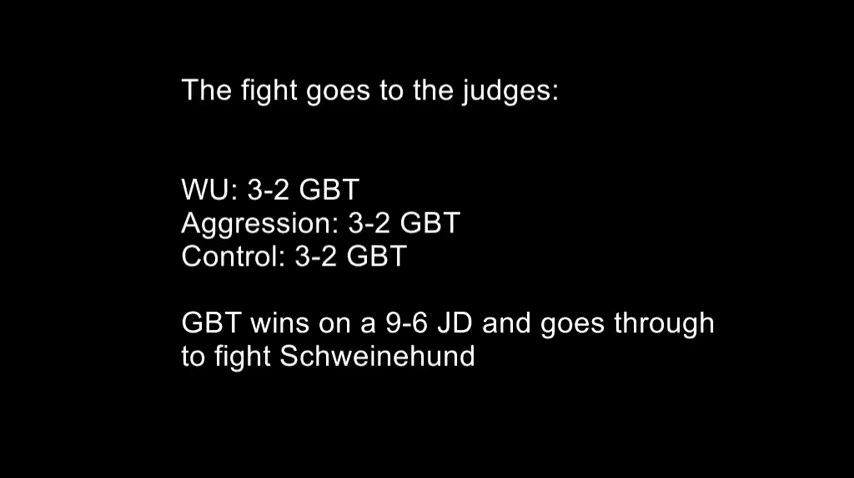 The fight goes to the judges:
WU: 3-2 GBT
Aggression: 3-2 GBT
Control: 3-2 GBT
GBT wins on a 9-6 JD and goes through
to fight Schweinehund